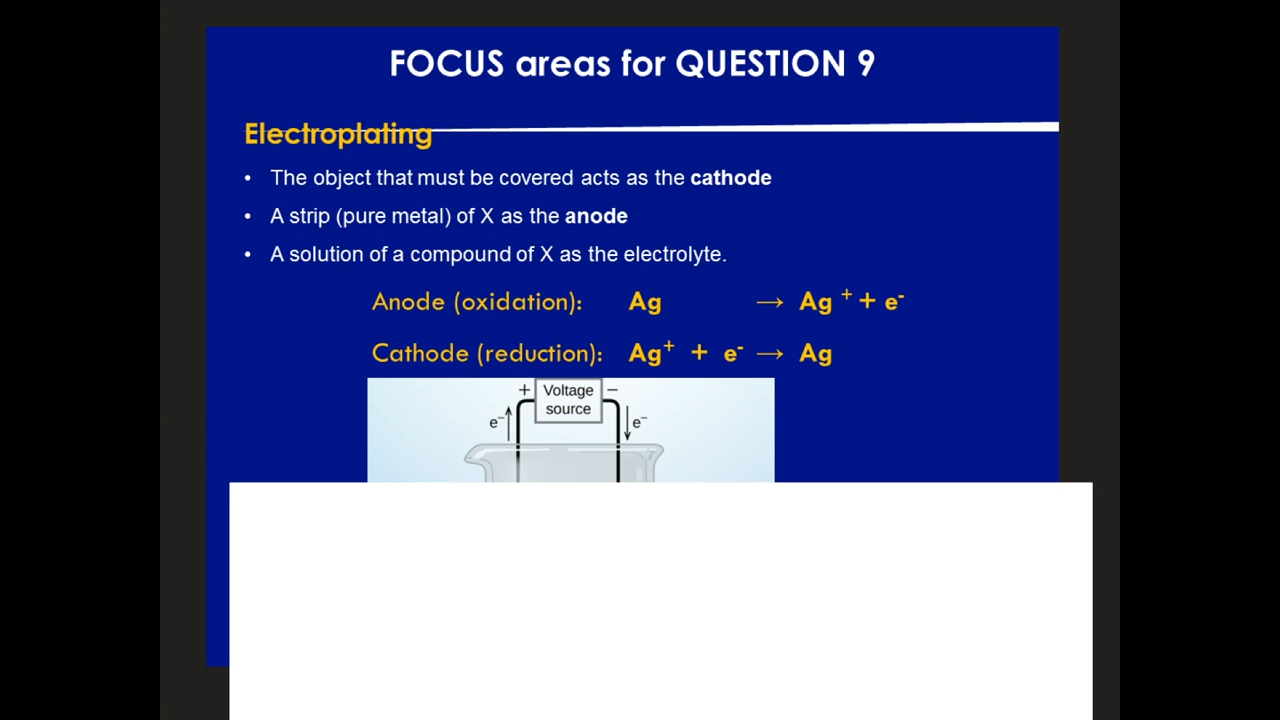 FOCUS areas for QUESTION 9
Electroplating
• The object that must be covered acts as the cathode
• A strip (pure metal) of X as the anode
• A solution of a compound of X as the electrolyte.
Anode (oxidation): Ag → Ag⁺ + e⁻
Cathode (reduction): Ag⁺ + e⁻ → Ag
+ Voltage source −
e⁻ e⁻